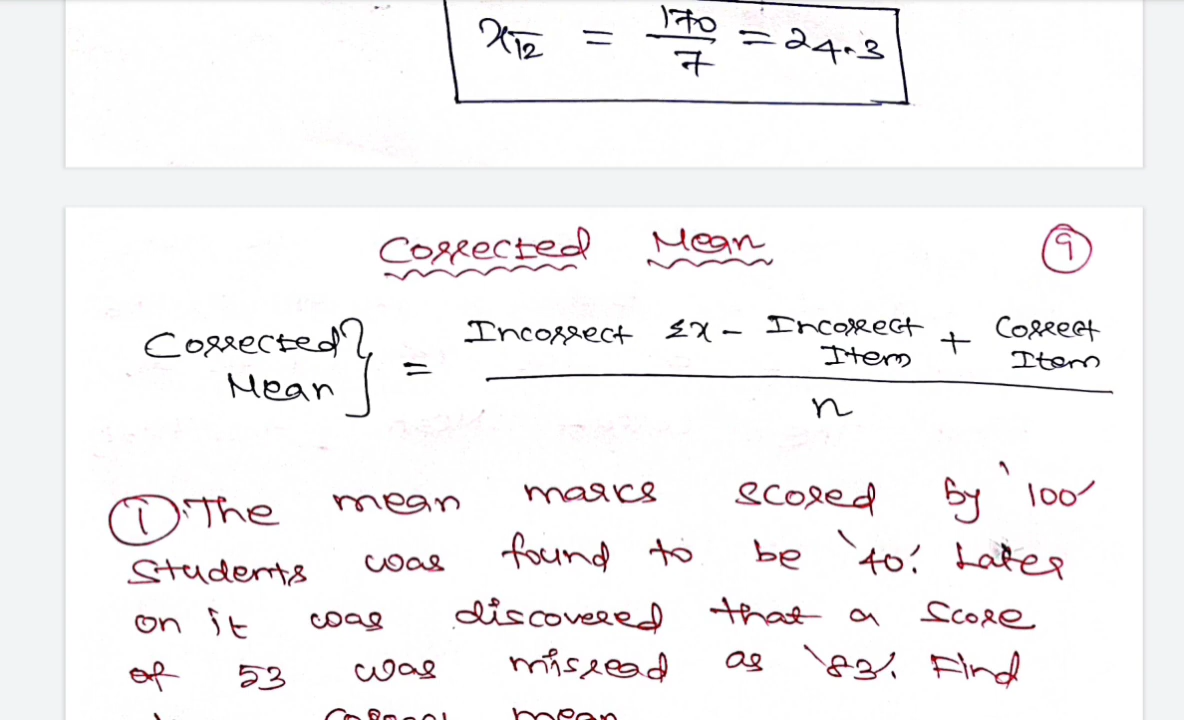 x̄12 = 170/7 = 24.3
Corrected Mean
9
Corrected Mean } = Incorrect Σx - Incorrect Item + Correct Item / n
① The mean marks scored by '100'
students was found to be '40'. Later
on it was discovered that a score
of 53 was misread as '83'. Find
mean